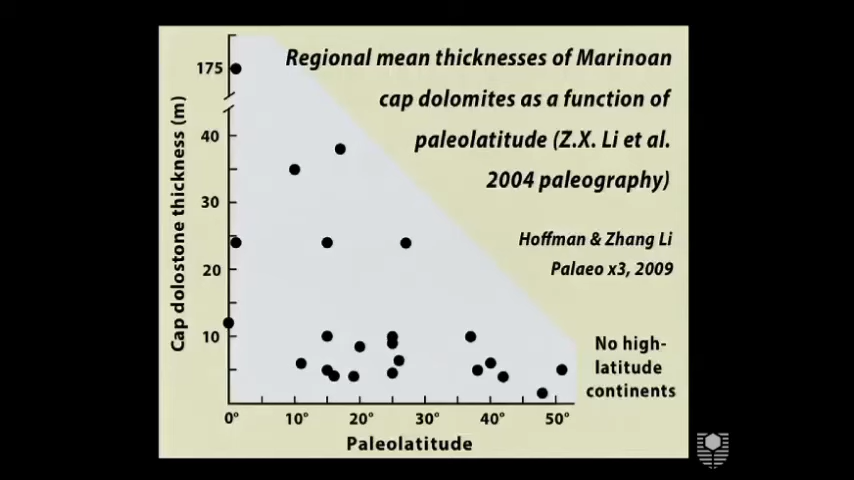 Regional mean thicknesses of Marinoan
cap dolomites as a function of
paleolatitude (Z.X. Li et al.
2004 paleography)
Hoffman & Zhang Li
Palaeo x3, 2009
No high-
latitude
continents
Cap dolostone thickness (m)
175
40
30
20
10
0° 10° 20° 30° 40° 50°
Paleolatitude